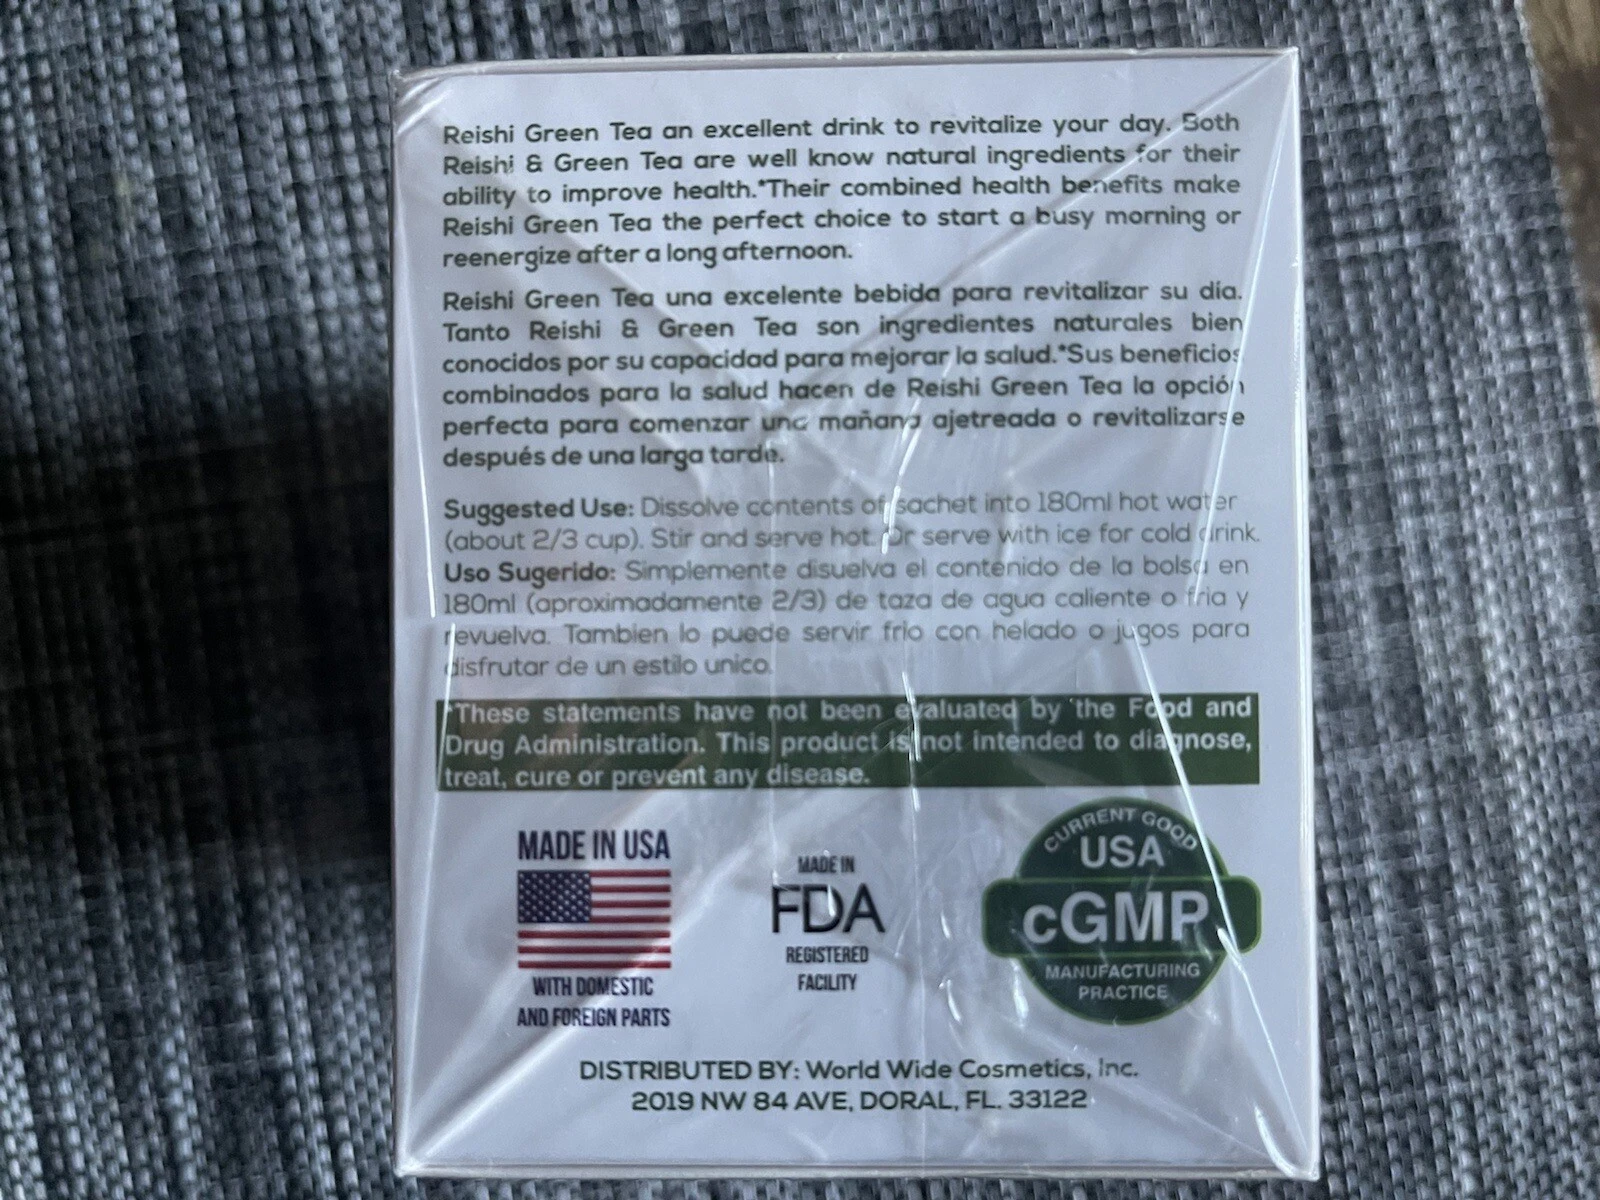 Reishi Green Tea an excellent drink to revitalize your day. Both
Reishi & Green Tea are well know natural ingredients for their
ability to improve health.*Their combined health benefits make
Reishi Green Tea the perfect choice to start a busy morning or
reenergize after a long afternoon.
Reishi Green Tea una excelente bebida para revitalizar su dia.
Tanto Reishi & Green Tea son ingredientes naturales bien
conocidos por su capacidad para mejorar la salud.*Sus beneficios
combinados para la salud hacen de Reishi Green Tea la opción
perfecta para comenzar una mañana ajetreada o revitalizarse
después de una larga tarde.
Suggested Use: Dissolve contents of sachet into 180ml hot water
(about 2/3 cup). Stir and serve hot. Or serve with ice for cold drink.
Uso Sugerido: Simplemente disuelva el contenido de la bolsa en
180ml (aproximadamente 2/3) de taza de agua caliente o fria y
revuelva. Tambien lo puede servir frio con helado o jugos para
disfrutar de un estilo unico.
*These statements have not been evaluated by the Food and
Drug Administration. This product is not intended to diagnose,
treat, cure or prevent any disease.
MADE IN USA
WITH DOMESTIC
AND FOREIGN PARTS
MADE IN
FDA
REGISTERED
FACILITY
CURRENT GOOD
USA
cGMP
MANUFACTURING
PRACTICE
DISTRIBUTED BY: World Wide Cosmetics, Inc.
2019 NW 84 AVE, DORAL, FL. 33122